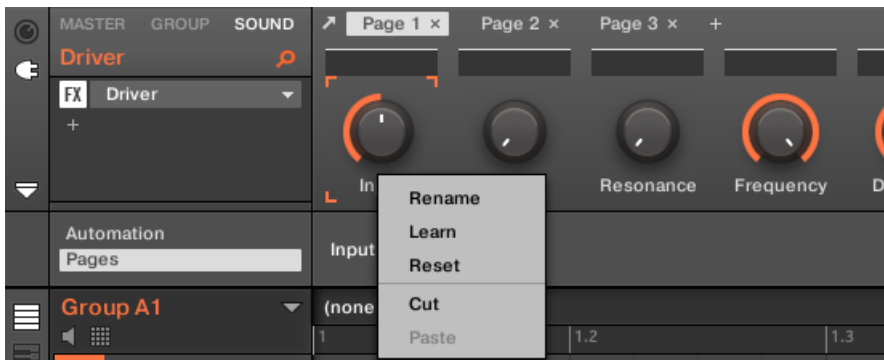 MASTER GROUP SOUND
Page 1 × Page 2 × Page 3 × +
Driver
FX Driver
+
Resonance Frequency
Rename
Learn
Reset
Cut
Paste
Automation
Pages
Input
Group A1
(none
1 1.2 1.3